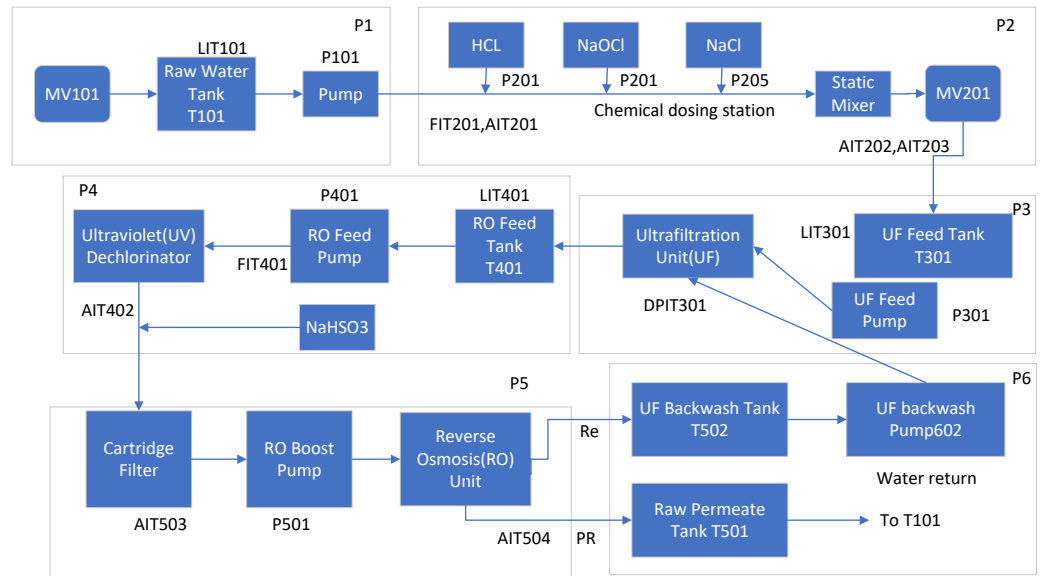 P1
LIT101
P101
MV101
Raw Water
Tank
T101
Pump
P2
HCL
NaOCl
NaCl
P201
P201
P205
Chemical dosing station
FIT201,AIT201
Static
Mixer
MV201
AIT202,AIT203
P3
LIT301
UF Feed Tank
T301
UF Feed
Pump
P301
Ultrafiltration
Unit(UF)
DPIT301
P4
LIT401
RO Feed
Tank
T401
P401
RO Feed
Pump
FIT401
Ultraviolet(UV)
Dechlorinator
AIT402
NaHSO3
P5
Cartridge
Filter
AIT503
RO Boost
Pump
P501
Reverse
Osmosis(RO)
Unit
AIT504
Re
PR
P6
UF Backwash Tank
T502
UF backwash
Pump602
Water return
Raw Permeate
Tank T501
To T101